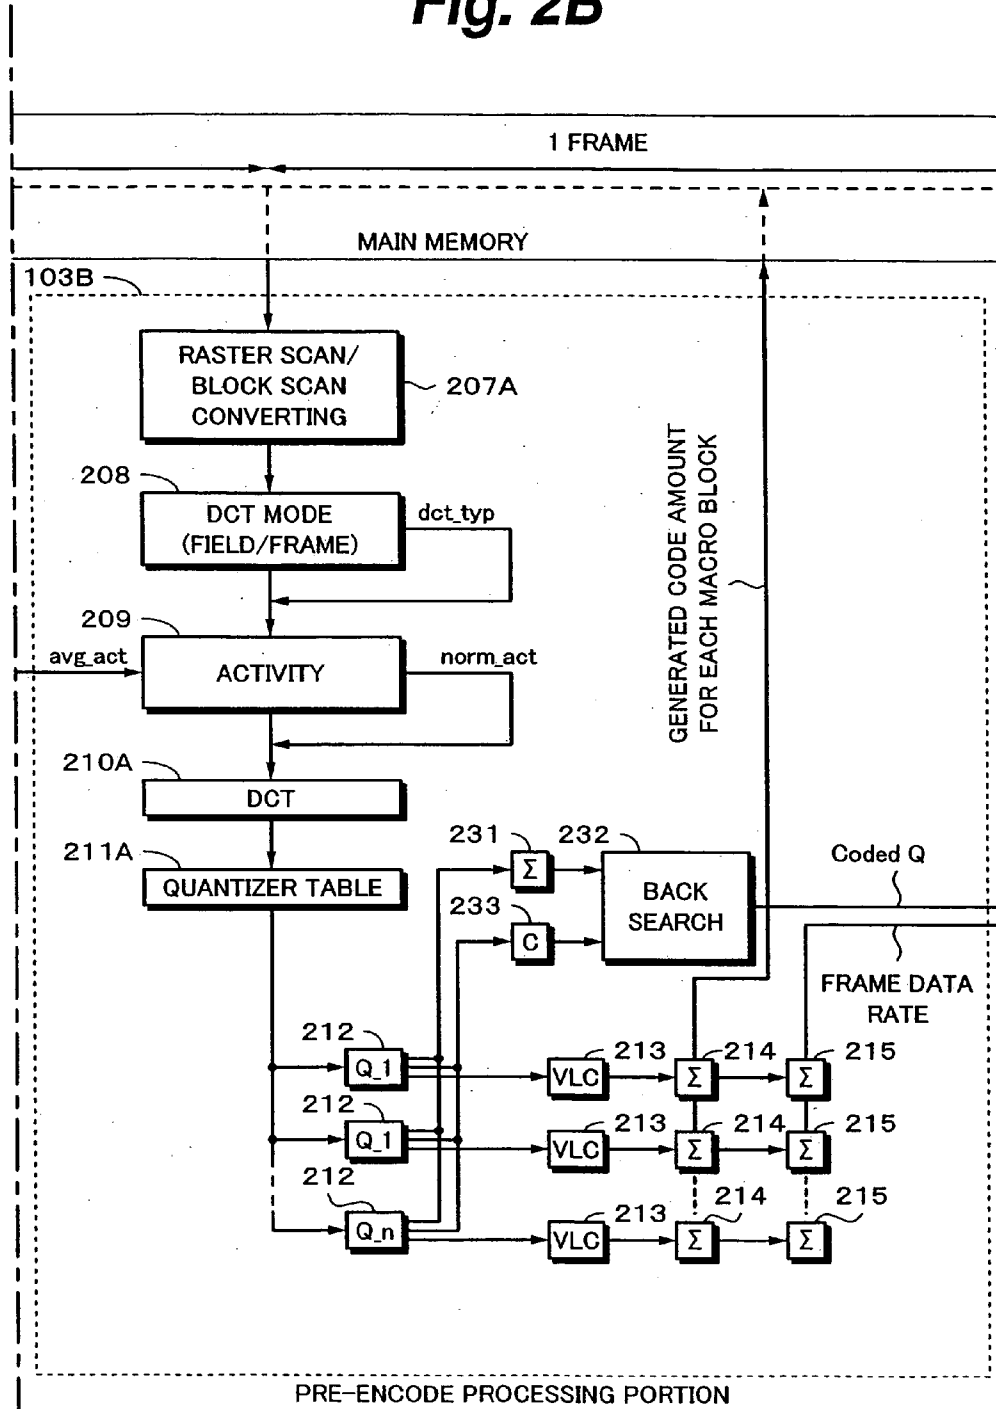 Fig. 2B
1 FRAME
MAIN MEMORY
103B
RASTER SCAN/
BLOCK SCAN
CONVERTING
207A
208
DCT MODE
(FIELD/FRAME)
dct_typ
209
avg_act
ACTIVITY
norm_act
GENERATED CODE AMOUNT
FOR EACH MACRO BLOCK
210A
DCT
211A
QUANTIZER TABLE
231
Σ
232
BACK
SEARCH
233
C
Coded Q
FRAME DATA
RATE
212
Q_1
213
VLC
214
Σ
215
Σ
212
Q_1
213
VLC
214
Σ
215
Σ
212
Q_n
213
VLC
214
Σ
215
Σ
PRE-ENCODE PROCESSING PORTION